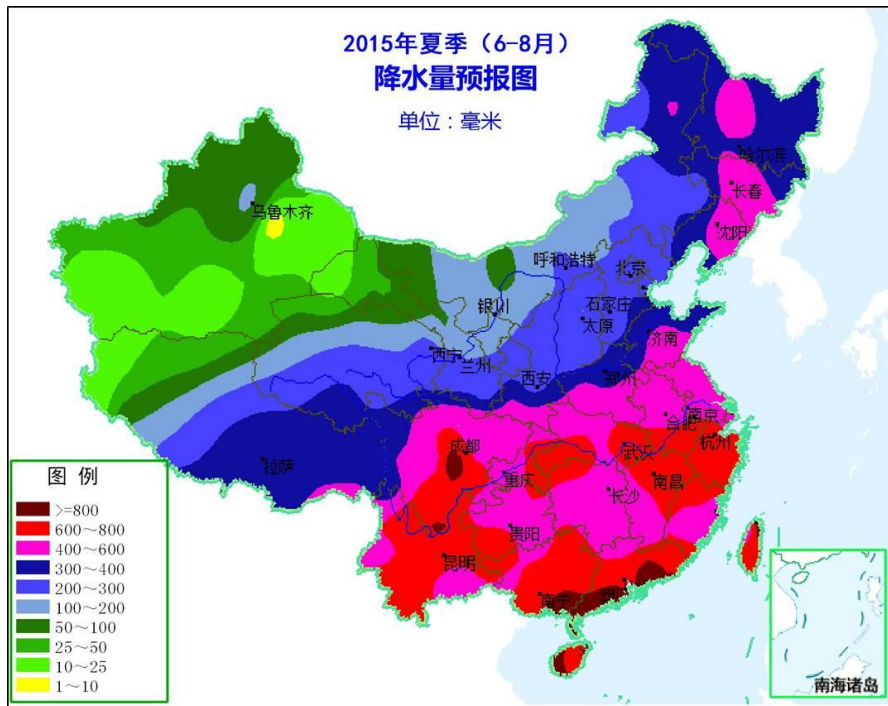 2015年夏季（6-8月）
降水量预报图
单位：毫米
哈尔滨
长春
乌鲁木齐
沈阳
呼和浩特
北京
银川
石家庄
太原
济南
西宁
兰州
西安
郑州
南京
合肥
成都
武汉
杭州
拉萨
重庆
南昌
长沙
贵阳
昆明
南宁
图 例
>=800
600～800
400～600
300～400
200～300
100～200
50～100
25～50
10～25
1～10
南海诸岛